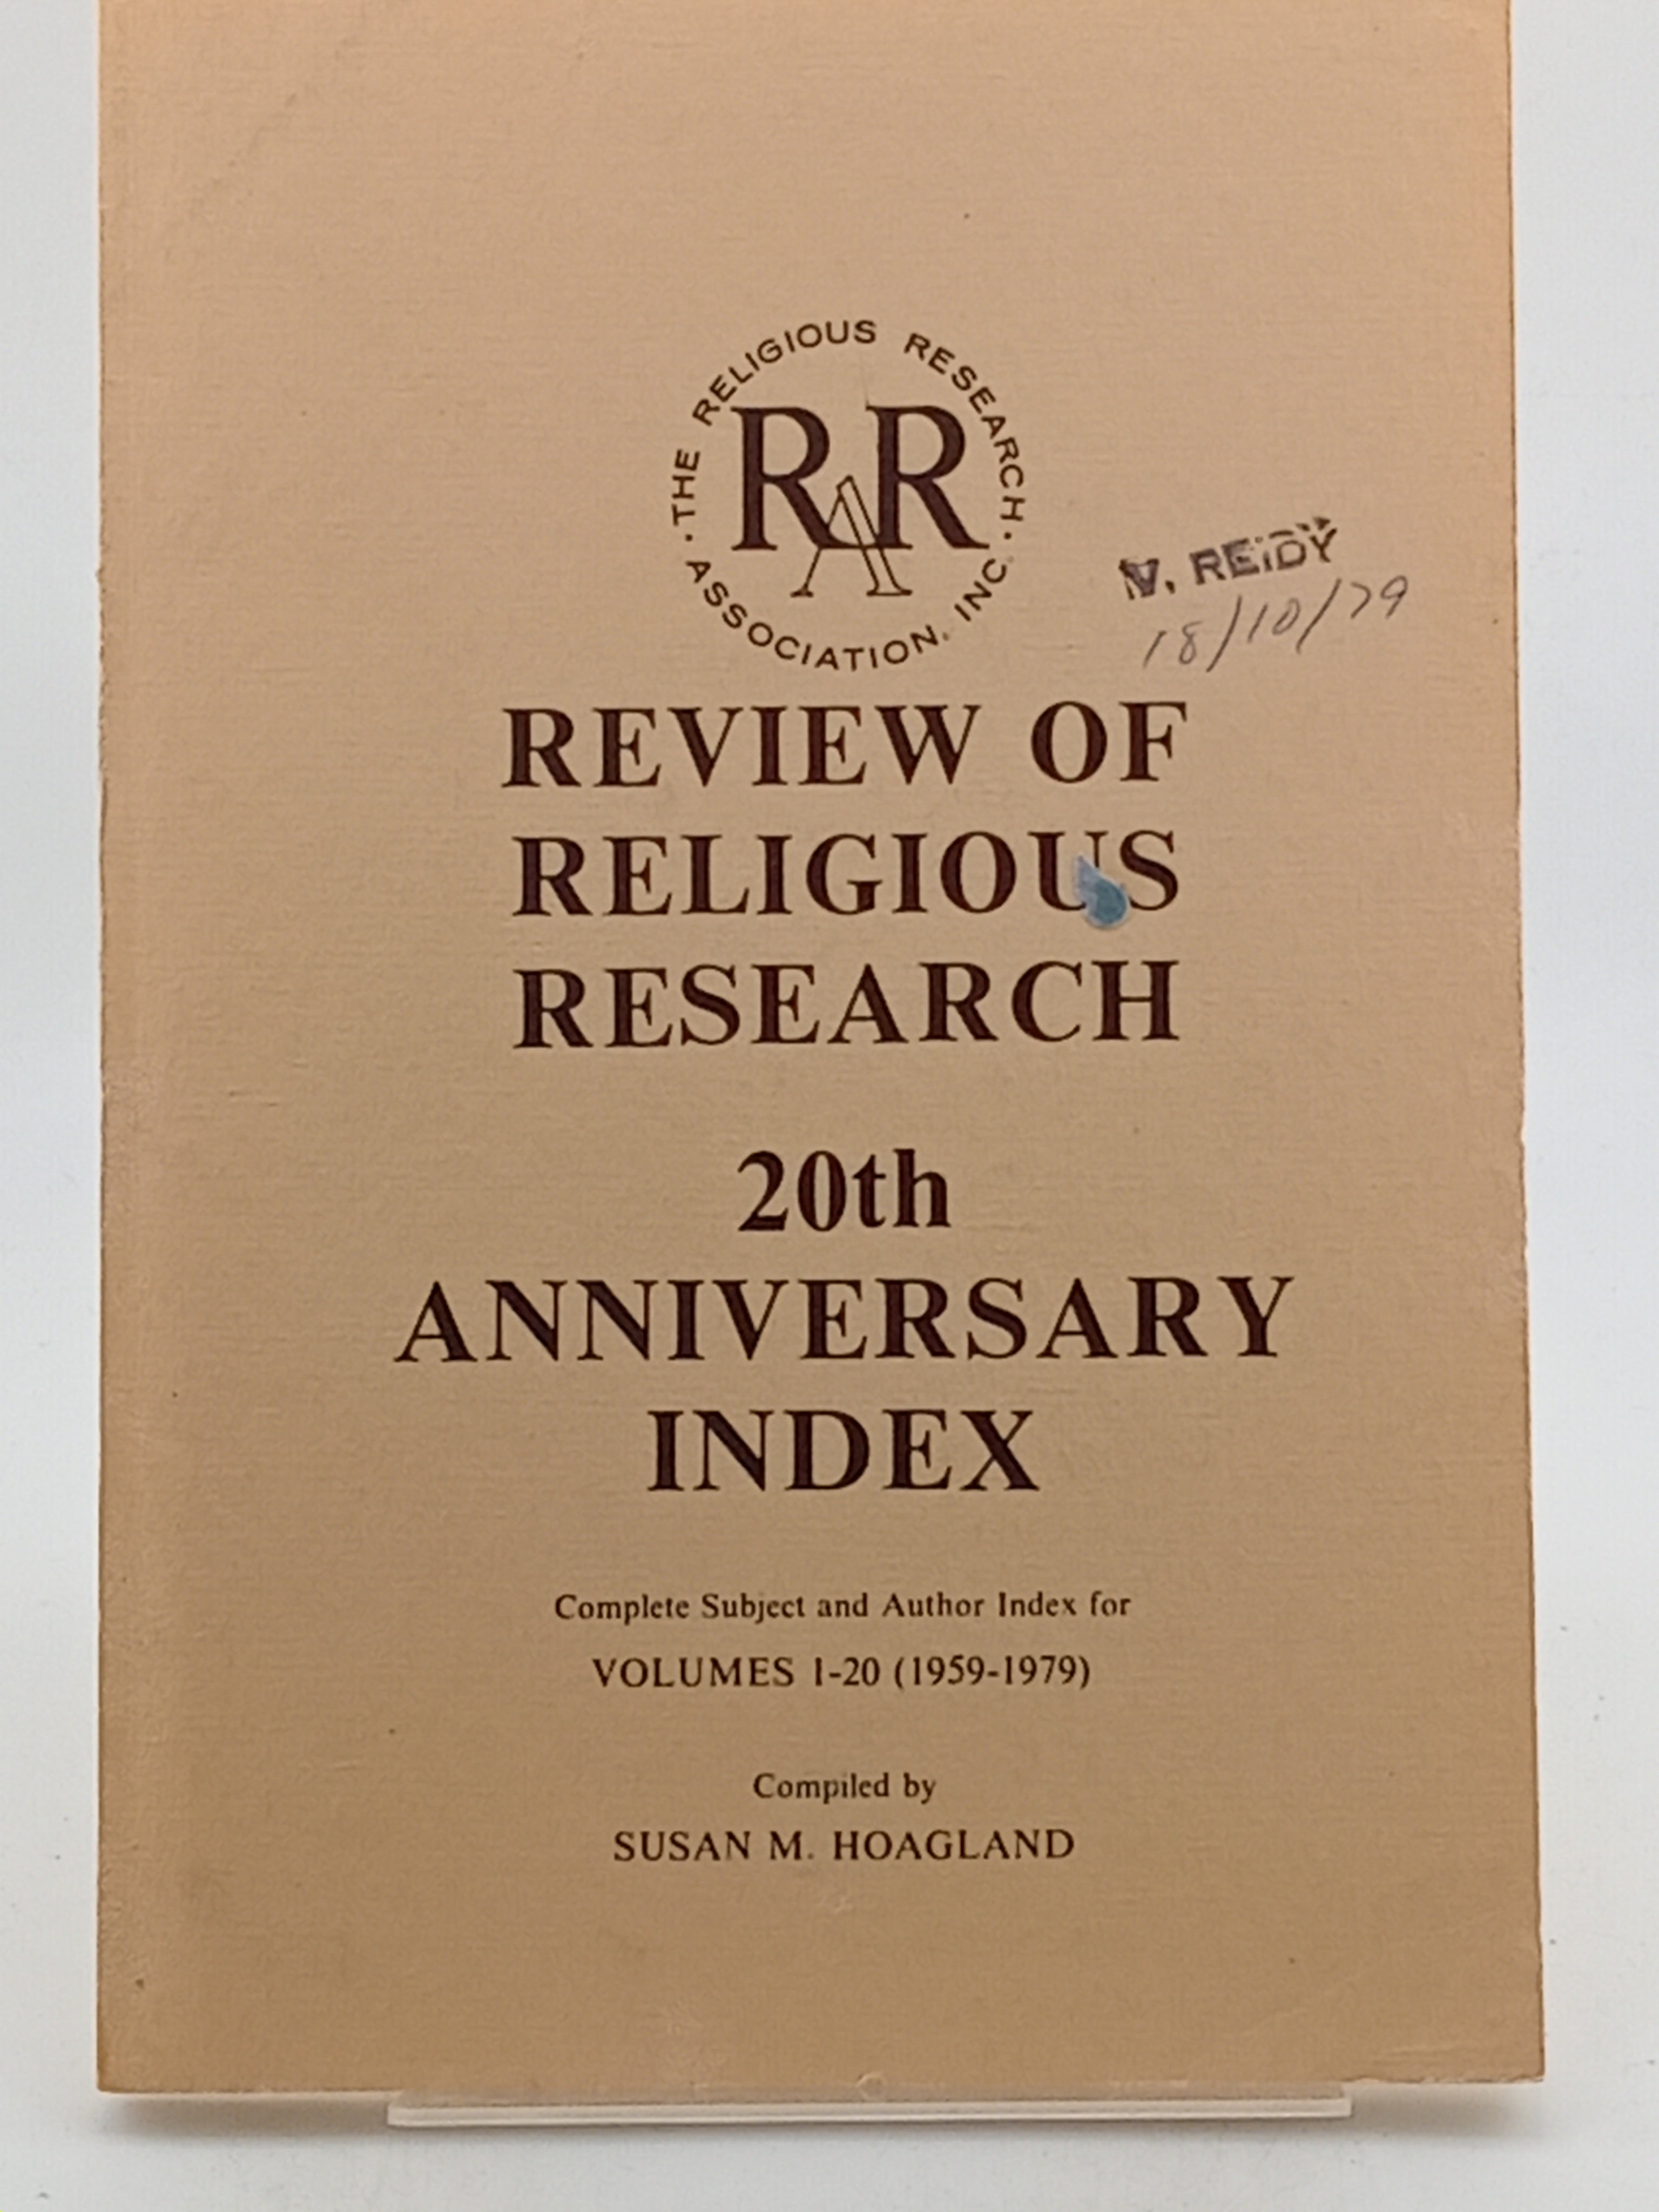 · THE RELIGIOUS RESEARCH ·
ASSOCIATION, INC.
RAR
REIDY
18/10/79
REVIEW OF
RELIGIOUS
RESEARCH
20th
ANNIVERSARY
INDEX
Complete Subject and Author Index for
VOLUMES 1-20 (1959-1979)
Compiled by
SUSAN M. HOAGLAND